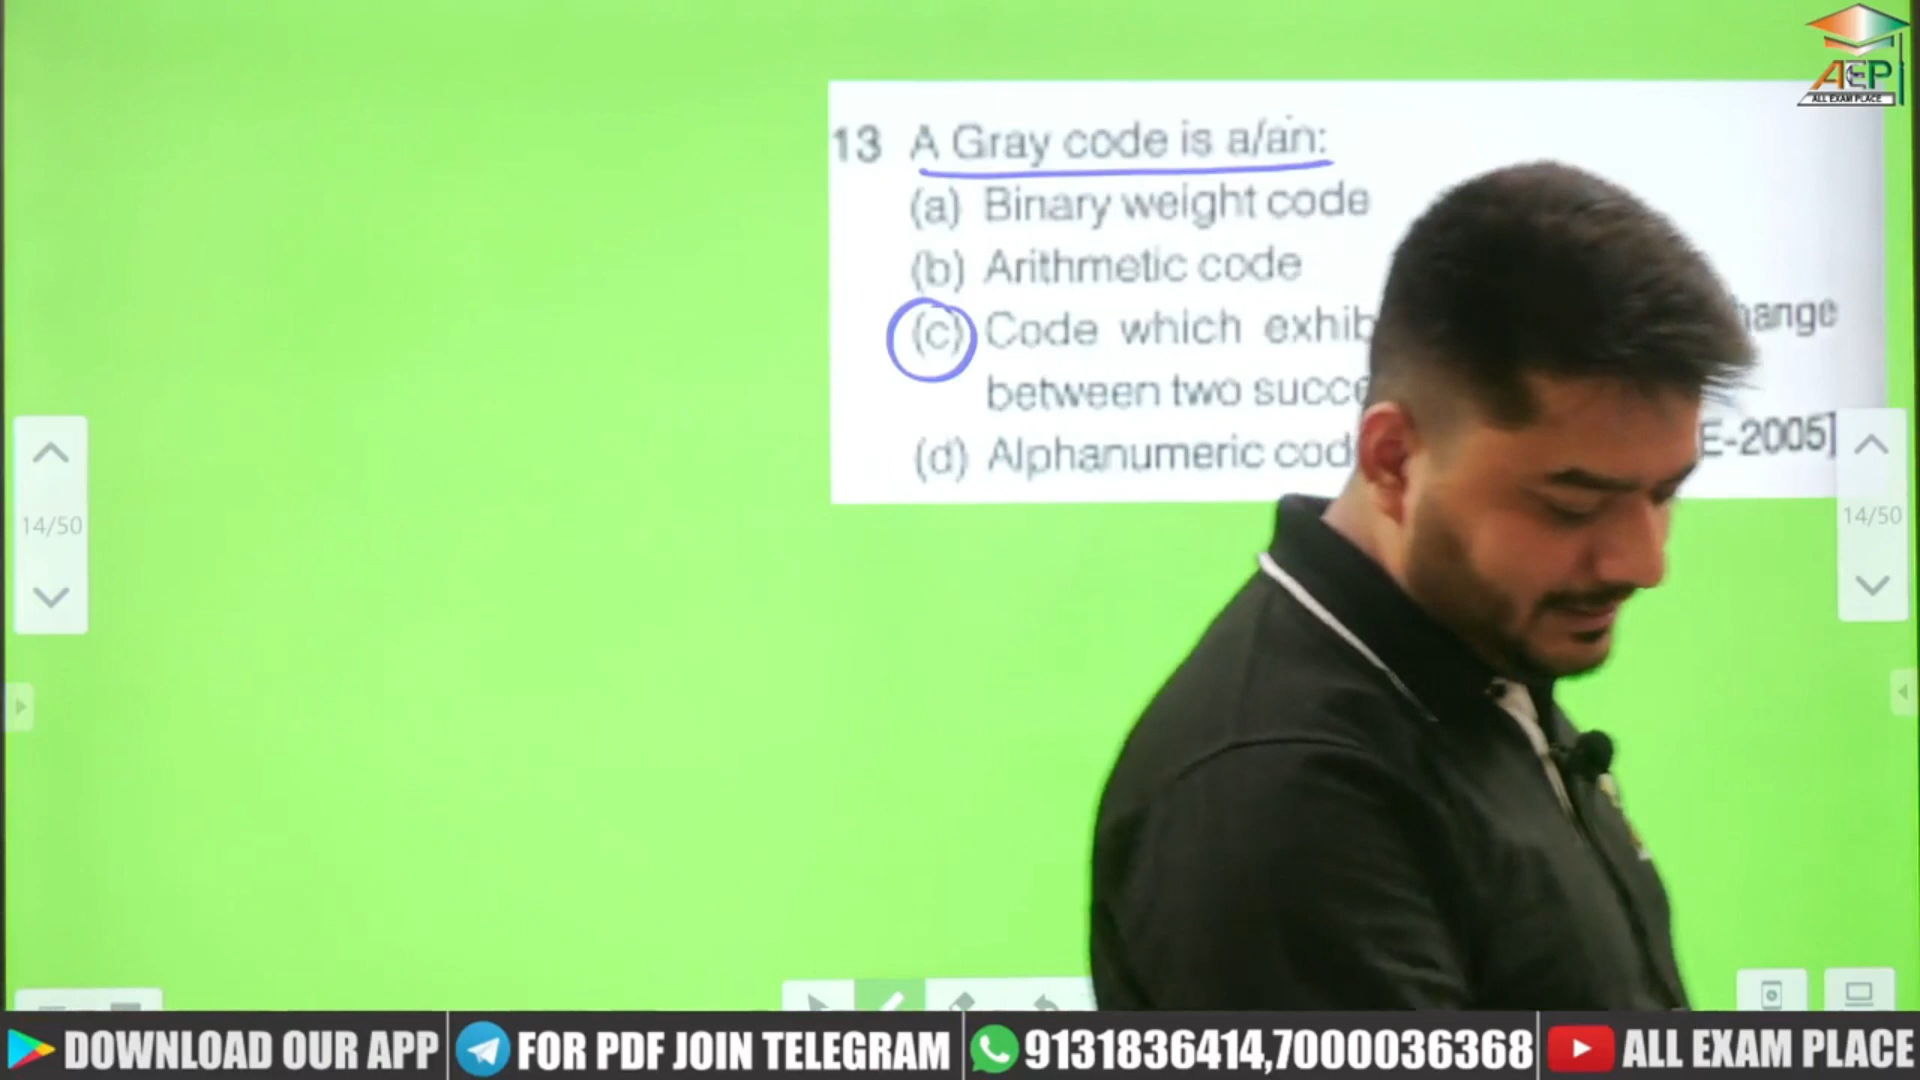 AEP
ALL EXAM PLACE
13 A Gray code is a/an:
(a) Binary weight code
(b) Arithmetic code
(c) Code which exhib ange
between two succe
(d) Alphanumeric cod E-2005]
14/50
14/50
DOWNLOAD OUR APP FOR PDF JOIN TELEGRAM 9131836414,7000036368 ALL EXAM PLACE